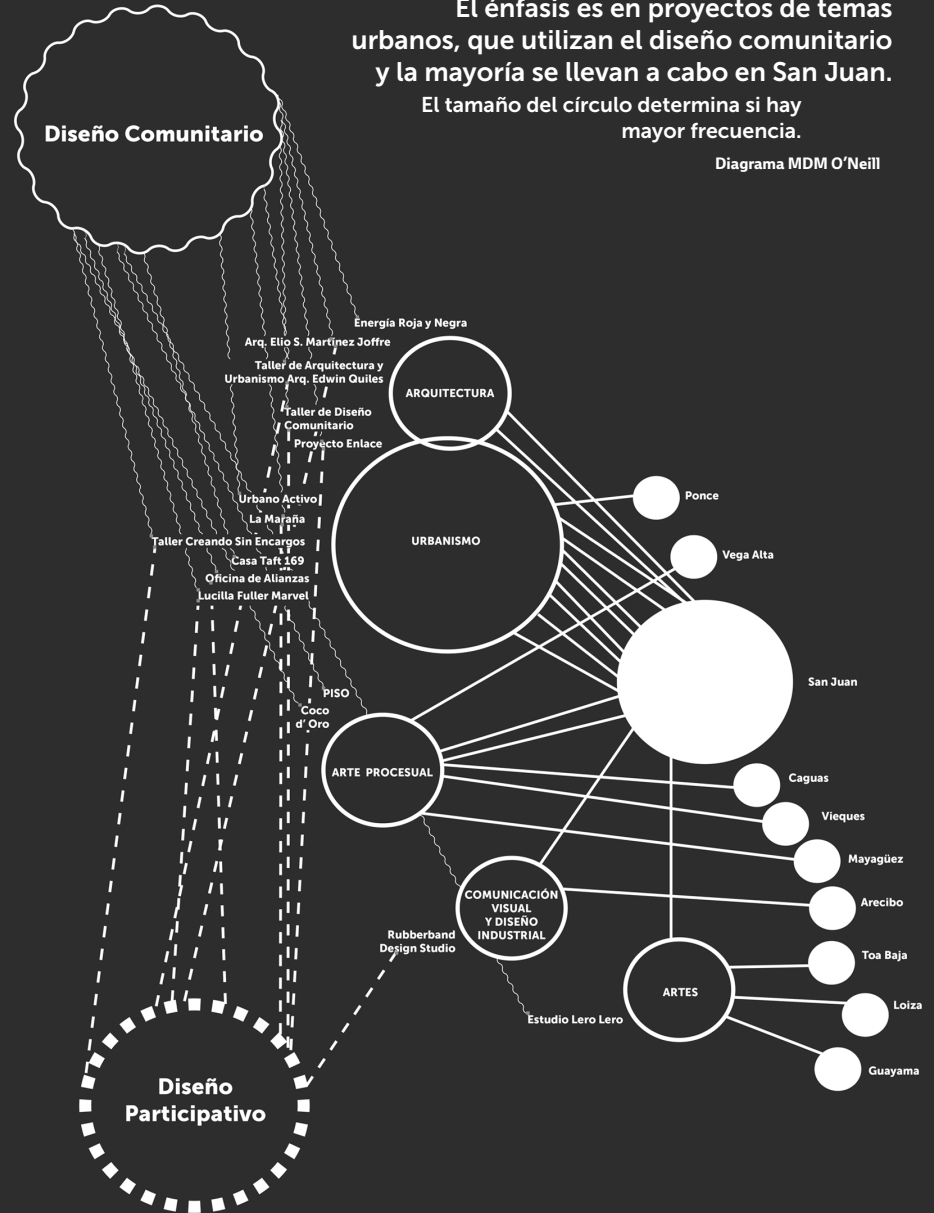 El énfasis es en proyectos de temas
urbanos, que utilizan el diseño comunitario
y la mayoría se llevan a cabo en San Juan.
El tamaño del círculo determina si hay
mayor frecuencia.
Diagrama MDM O'Neill
Diseño Comunitario
Energía Roja y Negra
Arq. Elio S. Martínez Joffre
Taller de Arquitectura y
Urbanismo Arq. Edwin Quiles
Taller de Diseño
Comunitario
Proyecto Enlace
Urbano Activo
La Maraña
Taller Creando Sin Encargos
Casa Taft 169
Oficina de Alianzas
Lucilla Fuller Marvel
PISO
Coco
d' Oro
Rubberband
Design Studio
Estudio Lero Lero
ARQUITECTURA
URBANISMO
ARTE PROCESUAL
COMUNICACIÓN
VISUAL
Y DISEÑO
INDUSTRIAL
ARTES
Ponce
Vega Alta
San Juan
Caguas
Vieques
Mayagüez
Arecibo
Toa Baja
Loiza
Guayama
Diseño
Participativo